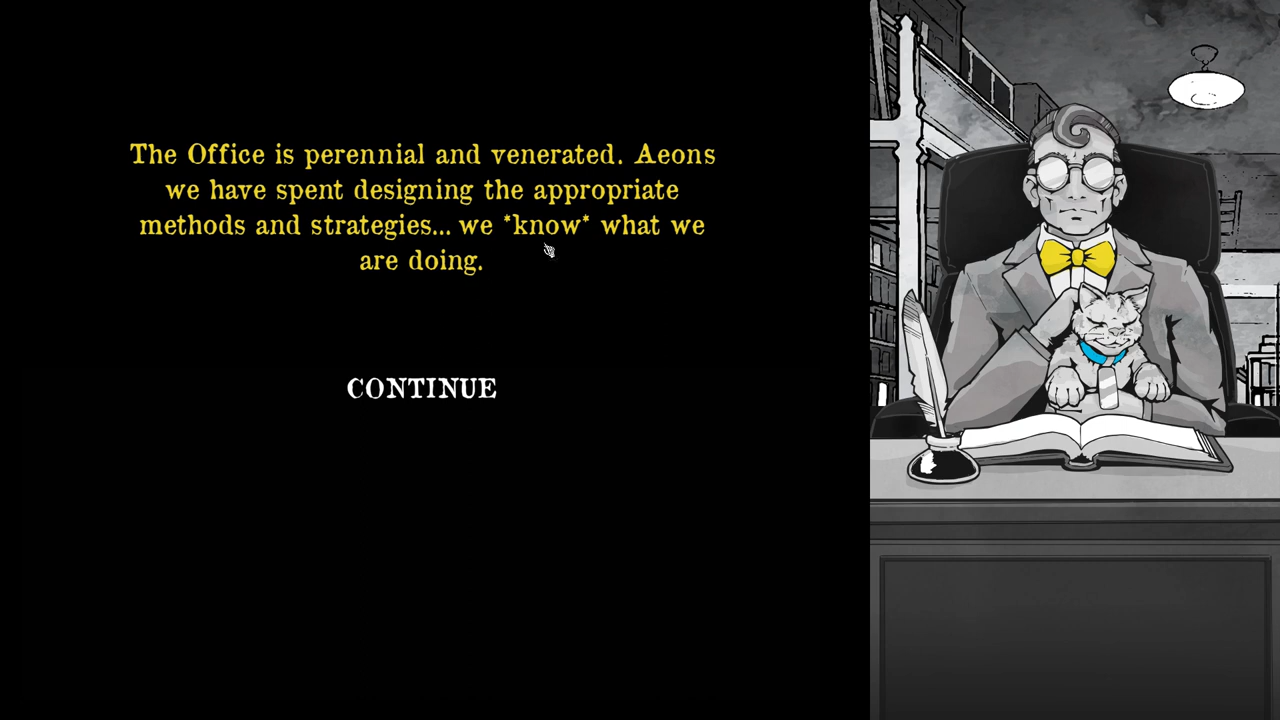 The Office is perennial and venerated. Aeons
we have spent designing the appropriate
methods and strategies... we *know* what we
are doing.
CONTINUE